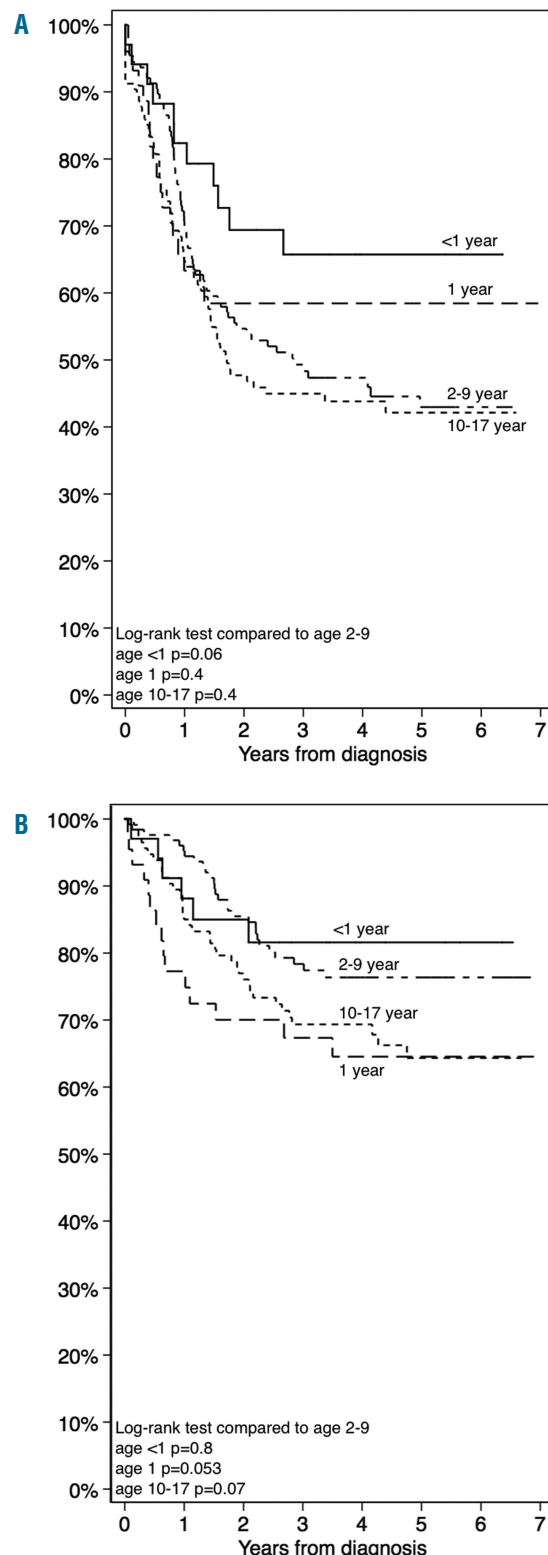 A
100%
90%
80%
70%
60%
50%
40%
30%
20%
10%
0%
<1 year
1 year
2-9 year
10-17 year
Log-rank test compared to age 2-9
age <1 p=0.06
age 1 p=0.4
age 10-17 p=0.4
0 1 2 3 4 5 6 7
Years from diagnosis
B
100%
90%
80%
70%
60%
50%
40%
30%
20%
10%
0%
<1 year
2-9 year
10-17 year
1 year
Log-rank test compared to age 2-9
age <1 p=0.8
age 1 p=0.053
age 10-17 p=0.07
0 1 2 3 4 5 6 7
Years from diagnosis